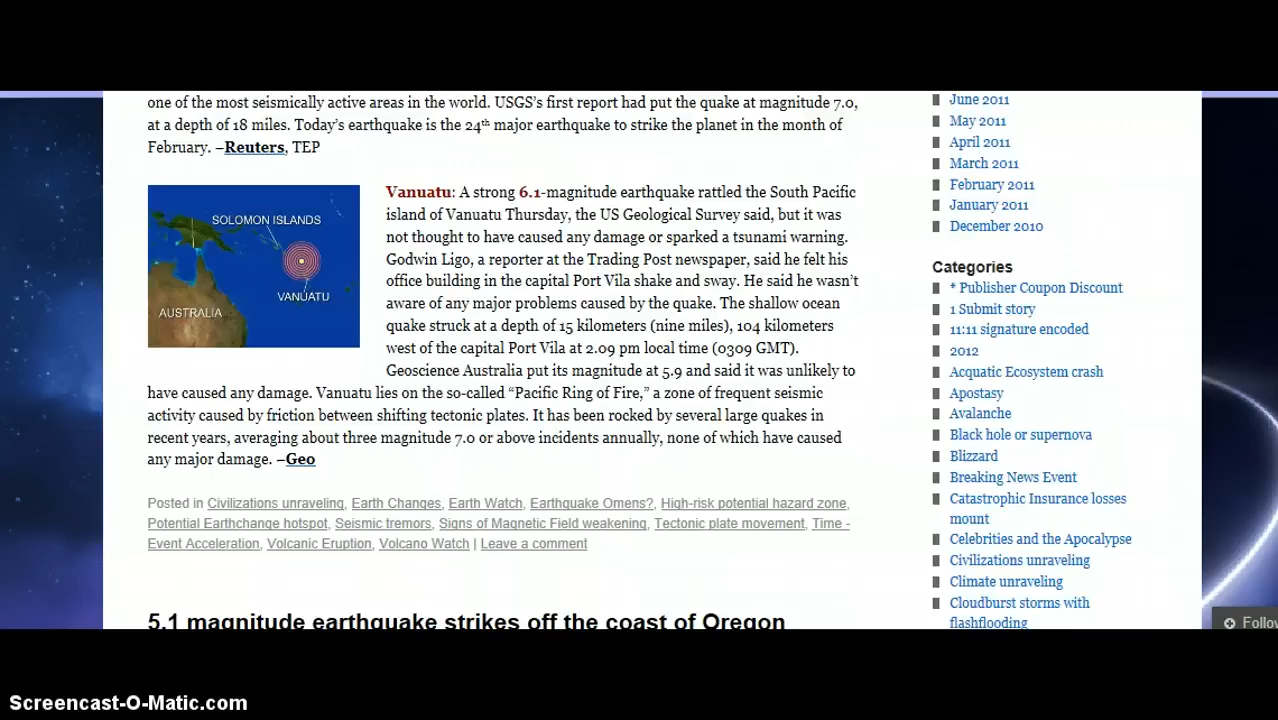 one of the most seismically active areas in the world. USGS’s first report had put the quake at magnitude 7.0,
at a depth of 18 miles. Today’s earthquake is the 24th major earthquake to strike the planet in the month of
February. –Reuters, TEP
SOLOMON ISLANDS
VANUATU
AUSTRALIA
Vanuatu: A strong 6.1-magnitude earthquake rattled the South Pacific
island of Vanuatu Thursday, the US Geological Survey said, but it was
not thought to have caused any damage or sparked a tsunami warning.
Godwin Ligo, a reporter at the Trading Post newspaper, said he felt his
office building in the capital Port Vila shake and sway. He said he wasn’t
aware of any major problems caused by the quake. The shallow ocean
quake struck at a depth of 15 kilometers (nine miles), 104 kilometers
west of the capital Port Vila at 2.09 pm local time (0309 GMT).
Geoscience Australia put its magnitude at 5.9 and said it was unlikely to
have caused any damage. Vanuatu lies on the so-called “Pacific Ring of Fire,” a zone of frequent seismic
activity caused by friction between shifting tectonic plates. It has been rocked by several large quakes in
recent years, averaging about three magnitude 7.0 or above incidents annually, none of which have caused
any major damage. –Geo
Posted in Civilizations unraveling, Earth Changes, Earth Watch, Earthquake Omens?, High-risk potential hazard zone,
Potential Earthchange hotspot, Seismic tremors, Signs of Magnetic Field weakening, Tectonic plate movement, Time -
Event Acceleration, Volcanic Eruption, Volcano Watch | Leave a comment
5.1 magnitude earthquake strikes off the coast of Oregon
June 2011
May 2011
April 2011
March 2011
February 2011
January 2011
December 2010
Categories
* Publisher Coupon Discount
1 Submit story
11:11 signature encoded
2012
Acquatic Ecosystem crash
Apostasy
Avalanche
Black hole or supernova
Blizzard
Breaking News Event
Catastrophic Insurance losses
mount
Celebrities and the Apocalypse
Civilizations unraveling
Climate unraveling
Cloudburst storms with
flashflooding
Follow
Screencast-O-Matic.com